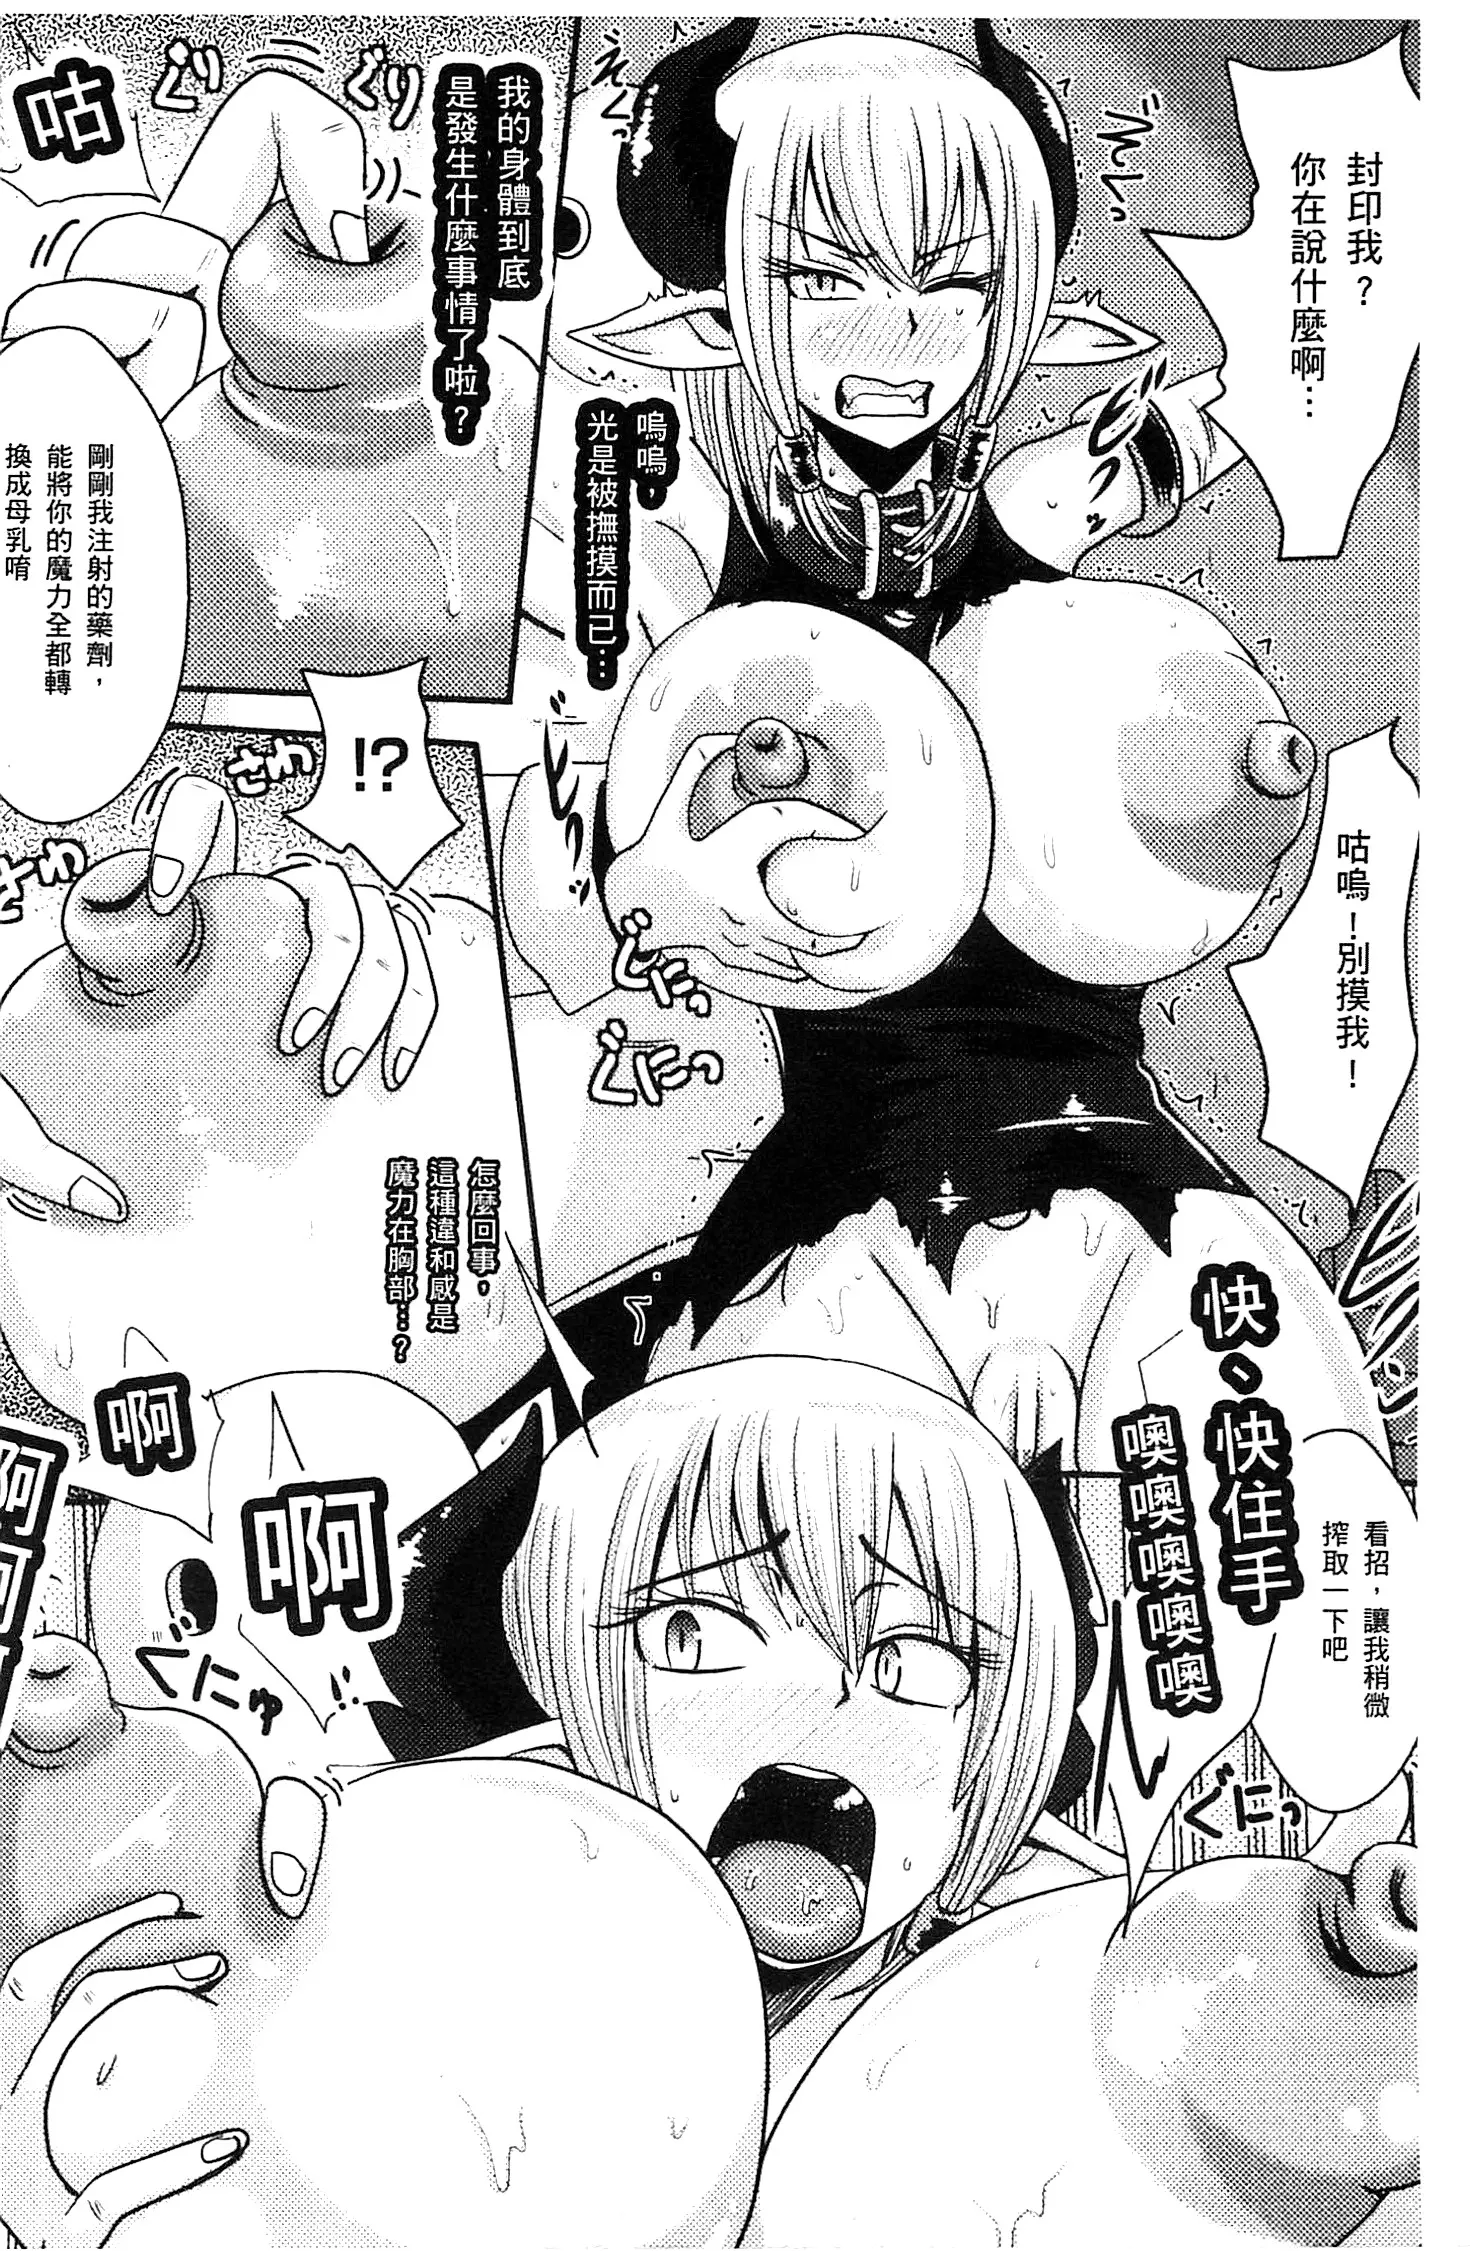 封印我？
你在說什麼啊…
咕嗚！別摸我！
嗚嗚，
光是被撫摸而已…
我的身體到底
是發生什麼事情了啦？
咕
ぐり
ぐり
剛剛我注射的藥劑，
能將你的魔力全都轉
換成母乳唷
!?
さわ
さわ
ぐにっ
ぐにっ
怎麼回事，
這種違和感是
魔力在胸部…？
看招，讓我稍微
搾取一下吧
快、快住手
噢噢噢噢噢
ぐにっ
啊
啊
ぐにゅ
!!